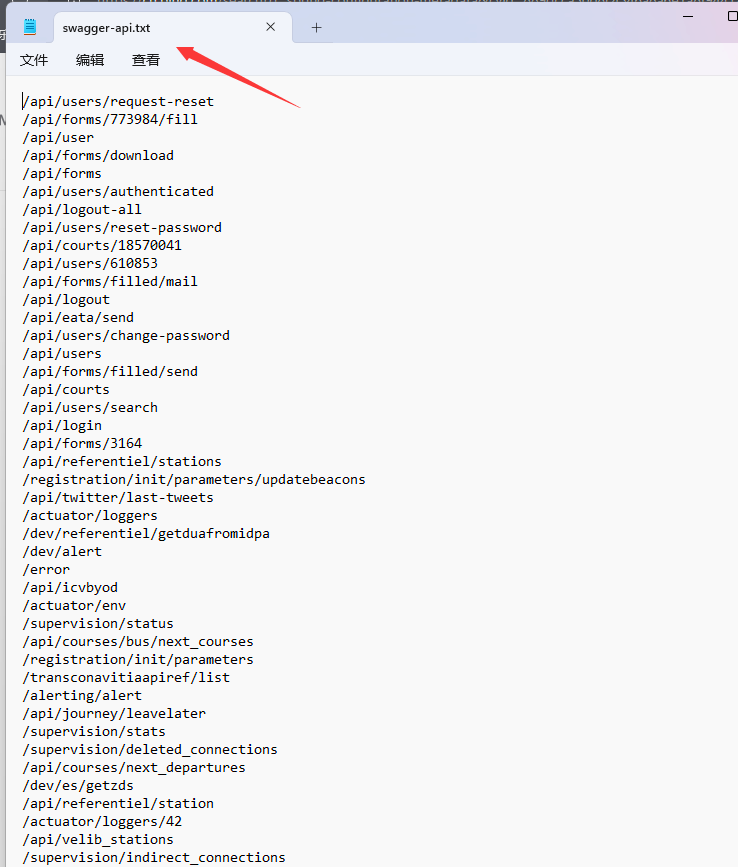 swagger-api.txt
文件 编辑 查看
/api/users/request-reset
/api/forms/773984/fill
/api/user
/api/forms/download
/api/forms
/api/users/authenticated
/api/logout-all
/api/users/reset-password
/api/courts/18570041
/api/users/610853
/api/forms/filled/mail
/api/logout
/api/eata/send
/api/users/change-password
/api/users
/api/forms/filled/send
/api/courts
/api/users/search
/api/login
/api/forms/3164
/api/referentiel/stations
/registration/init/parameters/updatebeacons
/api/twitter/last-tweets
/actuator/loggers
/dev/referentiel/getduafromidpa
/dev/alert
/error
/api/icvbyod
/actuator/env
/supervision/status
/api/courses/bus/next_courses
/registration/init/parameters
/transconavitiaapiref/list
/alerting/alert
/api/journey/leavelater
/supervision/stats
/supervision/deleted_connections
/api/courses/next_departures
/dev/es/getzds
/api/referentiel/station
/actuator/loggers/42
/api/velib_stations
/supervision/indirect_connections